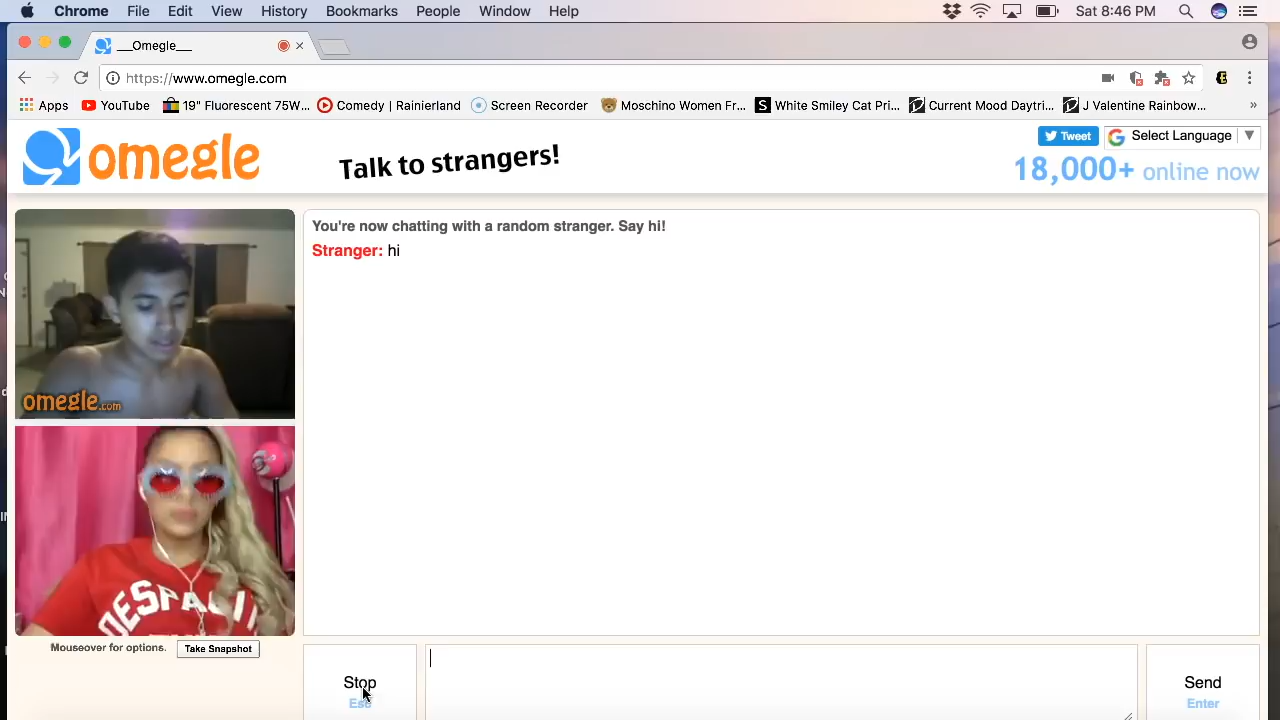 Chrome File Edit View History Bookmarks People Window Help Sat 8:46 PM
__Omegle__
https://www.omegle.com
Apps YouTube 19" Fluorescent 75W... Comedy | Rainierland Screen Recorder Moschino Women Fr... White Smiley Cat Pri... Current Mood Daytri... J Valentine Rainbow... »
omegle Talk to strangers! Tweet Select Language ▼
18,000+ online now
You're now chatting with a random stranger. Say hi!
Stranger: hi
omegle.com
Mouseover for options. Take Snapshot
Stop
Esc
Send
Enter